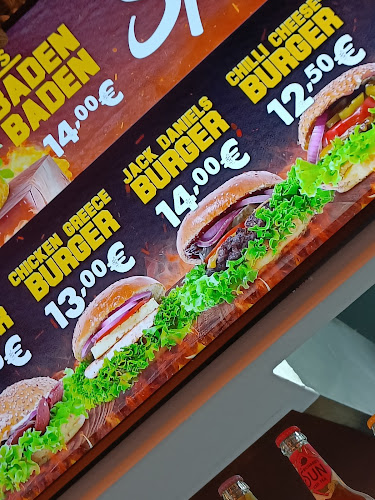 BADEN
BADEN
14,00€
CHILLI CHEESE
BURGER
12,50€
JACK DANIELS
BURGER
14,00€
CHICKEN GREECE
BURGER
13,00€